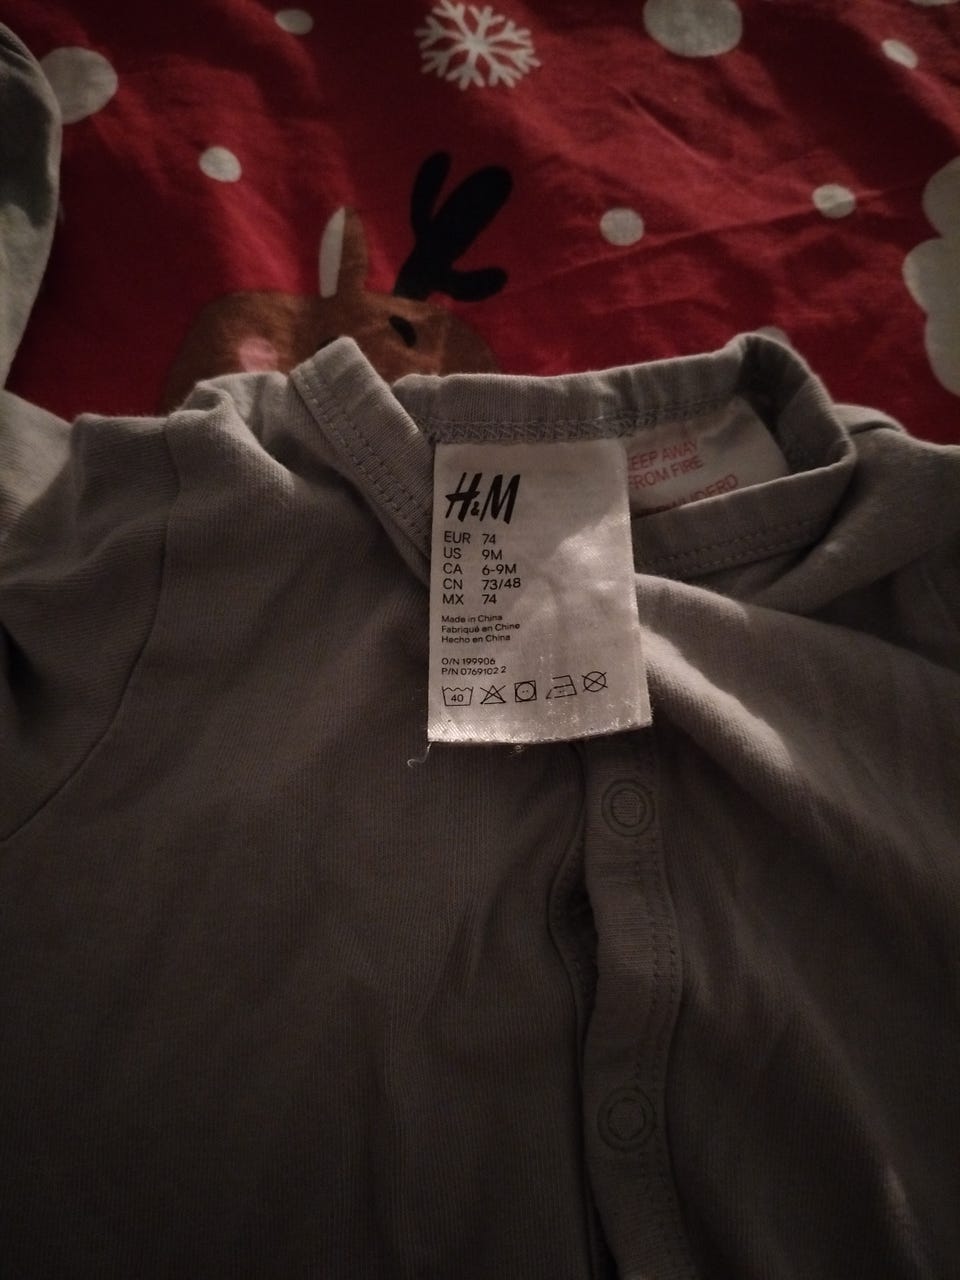 H&M
EUR 74
US 9M
CA 6-9M
CN 73/48
MX 74
Made in China
Fabriqué en Chine
Hecho en China
O/N 199906
P/N 0769102 2
40
EEP AWAY
FROM FIRE